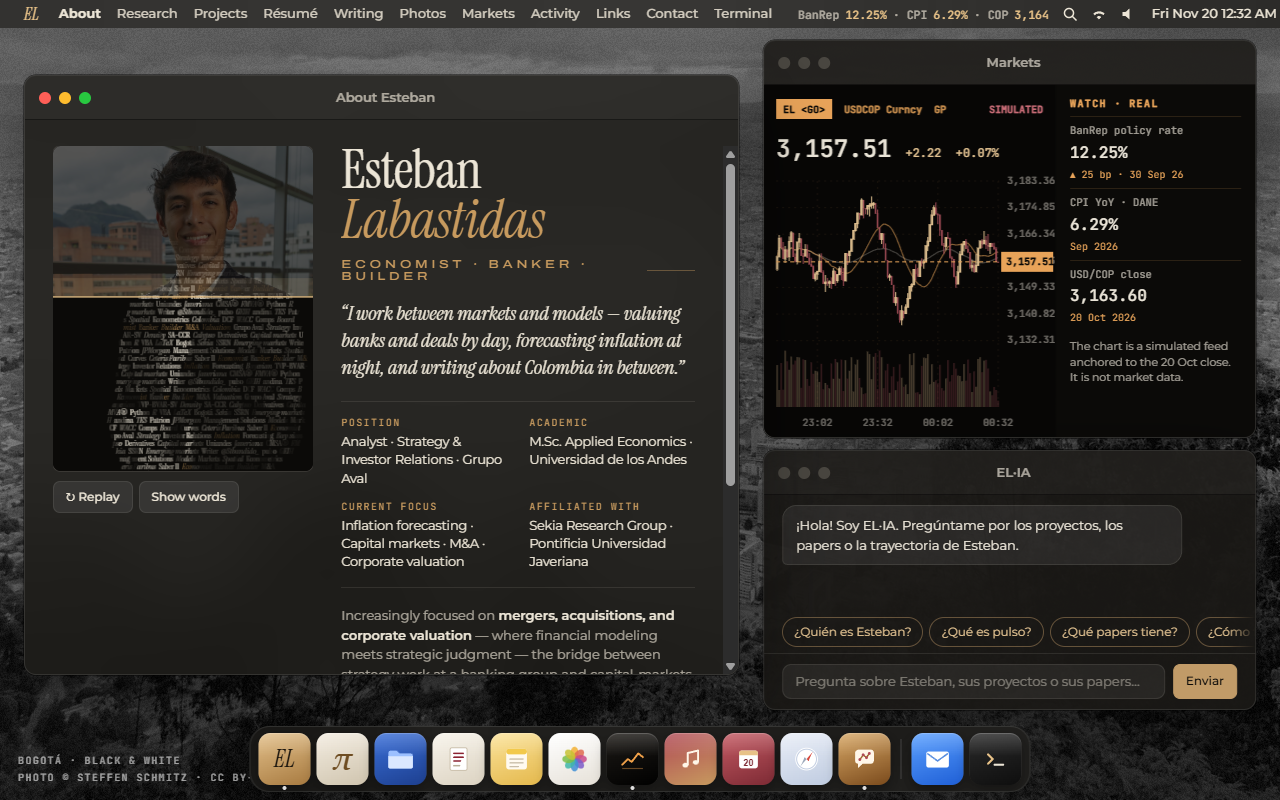 EL About Research Projects Résumé Writing Photos Markets Activity Links Contact Terminal BanRep 12.25% · CPI 6.29% · COP 3,164 Fri Nov 20 12:32 AM
About Esteban
Esteban
Labastidas
ECONOMIST · BANKER ·
BUILDER
“I work between markets and models — valuing
banks and deals by day, forecasting inflation at
night, and writing about Colombia in between.”
POSITION
Analyst · Strategy &
Investor Relations · Grupo
Aval
ACADEMIC
M.Sc. Applied Economics ·
Universidad de los Andes
CURRENT FOCUS
Inflation forecasting ·
Capital markets · M&A ·
Corporate valuation
AFFILIATED WITH
Sekia Research Group ·
Pontificia Universidad
Javeriana
Increasingly focused on mergers, acquisitions, and
corporate valuation — where financial modeling
meets strategic judgment — the bridge between
strategy work at a banking group and capital-markets
↻ Replay
Show words
Markets
EL <GO> USDCOP Curncy GP SIMULATED
3,157.51 +2.22 +0.07%
3,183.36
3,174.85
3,166.34
3,157.51
3,149.33
3,140.82
3,132.31
23:02 23:32 00:02 00:32
WATCH · REAL
BanRep policy rate
12.25%
▲ 25 bp · 30 Sep 26
CPI YoY · DANE
6.29%
Sep 2026
USD/COP close
3,163.60
20 Oct 2026
The chart is a simulated feed
anchored to the 20 Oct close.
It is not market data.
EL·IA
¡Hola! Soy EL·IA. Pregúntame por los proyectos, los
papers o la trayectoria de Esteban.
¿Quién es Esteban? ¿Qué es pulso? ¿Qué papers tiene? ¿Cómo
Pregunta sobre Esteban, sus proyectos o sus papers...
Enviar
BOGOTÁ · BLACK & WHITE
PHOTO © STEFFEN SCHMITZ · CC BY-
EL π 20